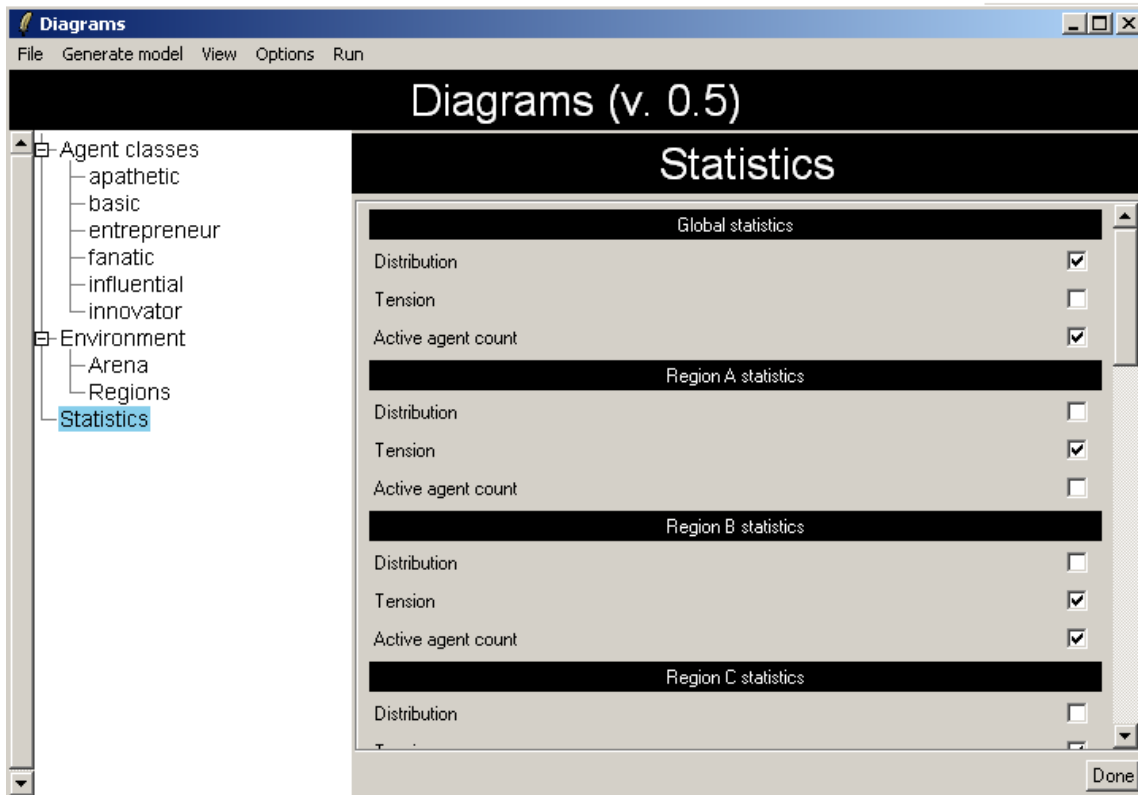 Diagrams
File Generate model View Options Run
Diagrams (v. 0.5)
Agent classes
apathetic
basic
entrepreneur
fanatic
influential
innovator
Environment
Arena
Regions
Statistics
Statistics
Global statistics
Distribution
Tension
Active agent count
Region A statistics
Distribution
Tension
Active agent count
Region B statistics
Distribution
Tension
Active agent count
Region C statistics
Distribution
Done